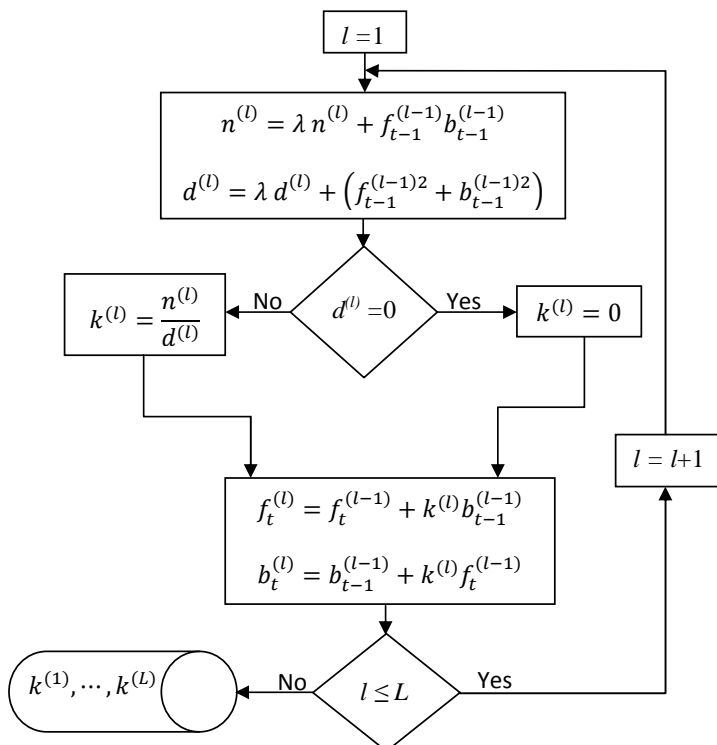 l =1
n^{(l)} = λ n^{(l)} + f_{t−1}^{(l−1)} b_{t−1}^{(l−1)}
d^{(l)} = λ d^{(l)} + (f_{t−1}^{(l−1)2} + b_{t−1}^{(l−1)2})
No
d^{(l)} =0
Yes
k^{(l)} = n^{(l)} / d^{(l)}
k^{(l)} = 0
l = l+1
f_t^{(l)} = f_t^{(l−1)} + k^{(l)} b_{t−1}^{(l−1)}
b_t^{(l)} = b_{t−1}^{(l−1)} + k^{(l)} f_t^{(l−1)}
k^{(1)}, ⋯ , k^{(L)}
No
l ≤ L
Yes